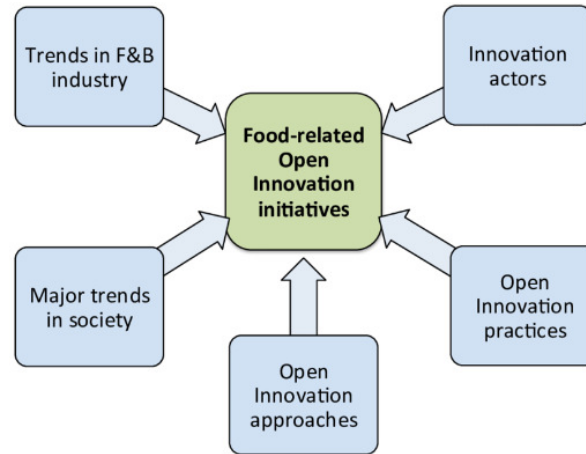 Trends in F&B
industry
Innovation
actors
Food-related
Open
Innovation
initiatives
Major trends
in society
Open
Innovation
practices
Open
Innovation
approaches